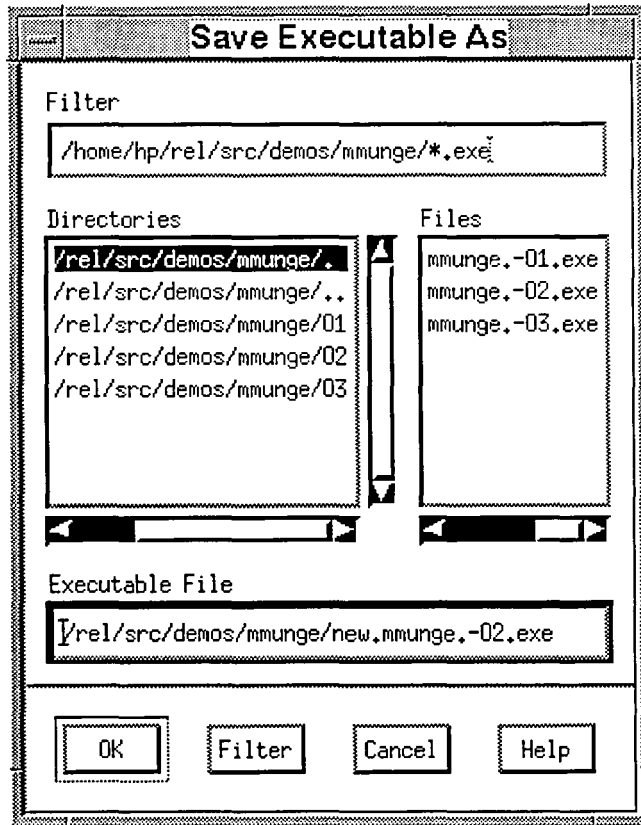 Save Executable As
Filter
/home/hp/rel/src/demos/mmunge/*.exe
Directories
Files
/rel/src/demos/mmunge/.
/rel/src/demos/mmunge/..
/rel/src/demos/mmunge/01
/rel/src/demos/mmunge/02
/rel/src/demos/mmunge/03
mmunge.-01.exe
mmunge.-02.exe
mmunge.-03.exe
Executable File
/rel/src/demos/mmunge/new.mmunge.-02.exe
OK
Filter
Cancel
Help